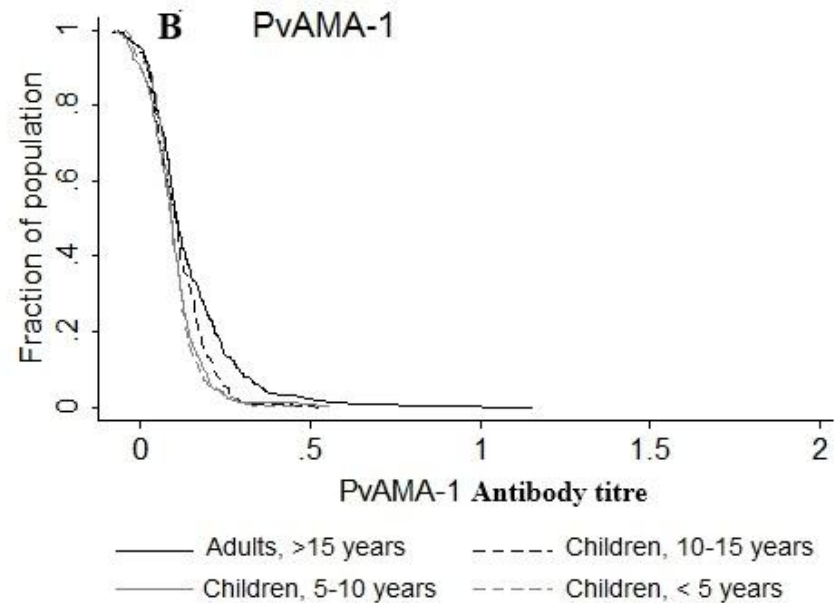 B PvAMA-1
Fraction of population
1
.8
.6
.4
.2
0
0 .5 1 1.5 2
PvAMA-1 Antibody titre
Adults, >15 years Children, 10-15 years
Children, 5-10 years Children, < 5 years